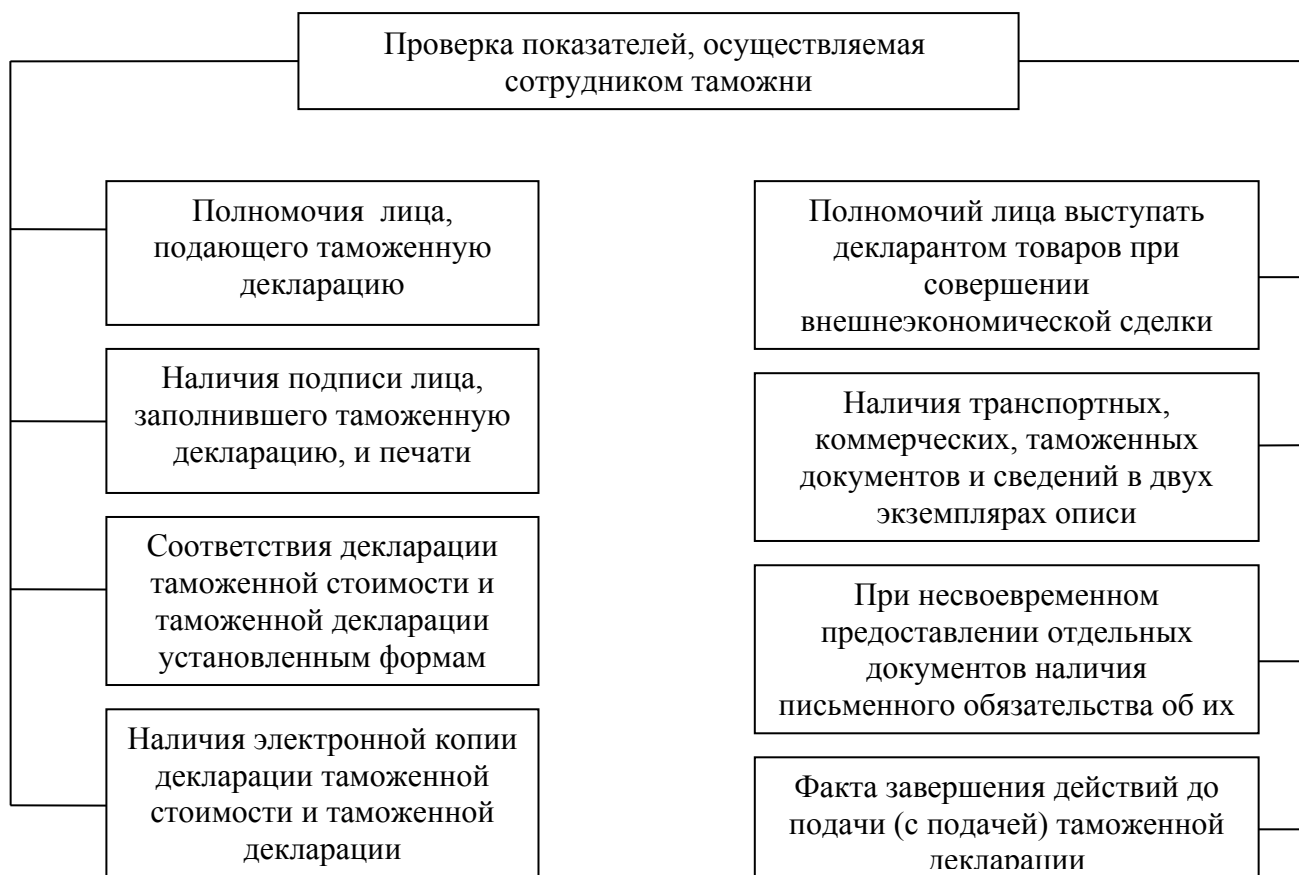 Проверка показателей, осуществляемая
сотрудником таможни
Полномочия лица,
подающего таможенную
декларацию
Наличия подписи лица,
заполнившего таможенную
декларацию, и печати
Соответствия декларации
таможенной стоимости и
таможенной декларации
установленным формам
Наличия электронной копии
декларации таможенной
стоимости и таможенной
декларации
Полномочий лица выступать
декларантом товаров при
совершении
внешнеэкономической сделки
Наличия транспортных,
коммерческих, таможенных
документов и сведений в двух
экземплярах описи
При несвоевременном
предоставлении отдельных
документов наличия
письменного обязательства об их
Факта завершения действий до
подачи (с подачей) таможенной
декларации